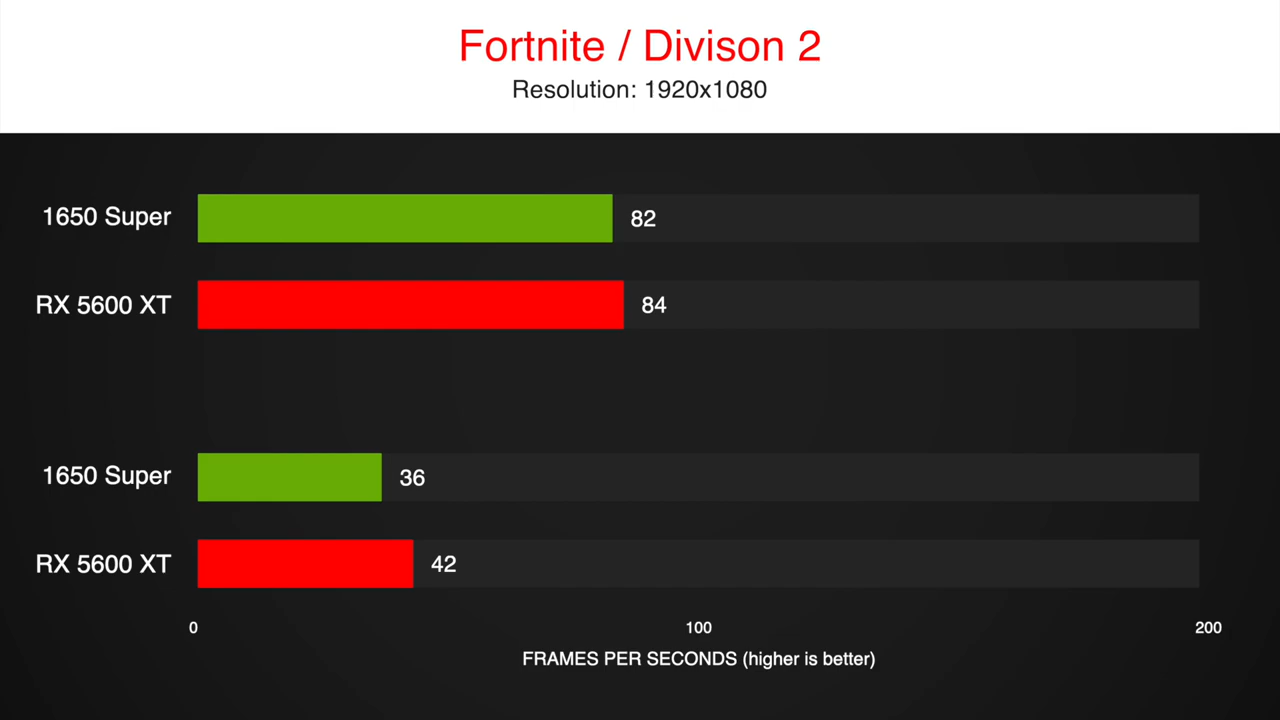 Fortnite / Divison 2
Resolution: 1920x1080
1650 Super 82
RX 5600 XT 84
1650 Super 36
RX 5600 XT 42
0 100 200
FRAMES PER SECONDS (higher is better)